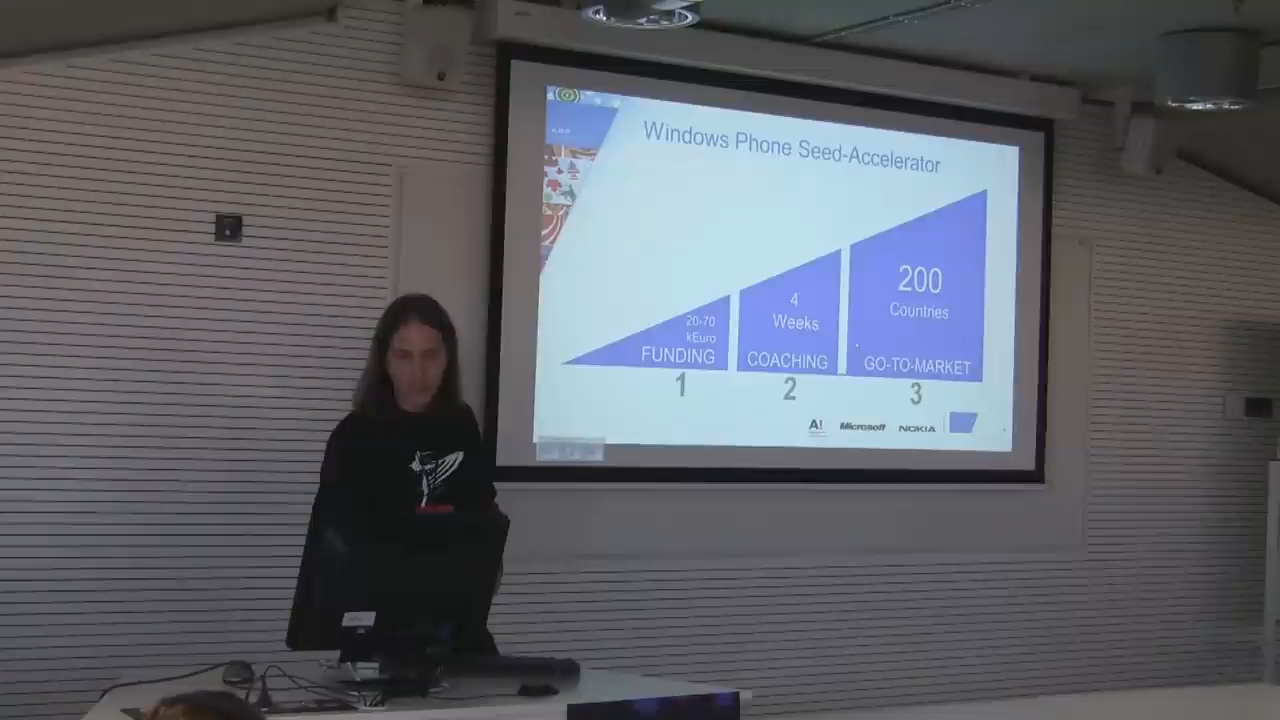 Windows Phone Seed-Accelerator
20-70
kEuro
FUNDING
1
4
Weeks
COACHING
2
200
Countries
GO-TO-MARKET
3
A!
Microsoft
NOKIA